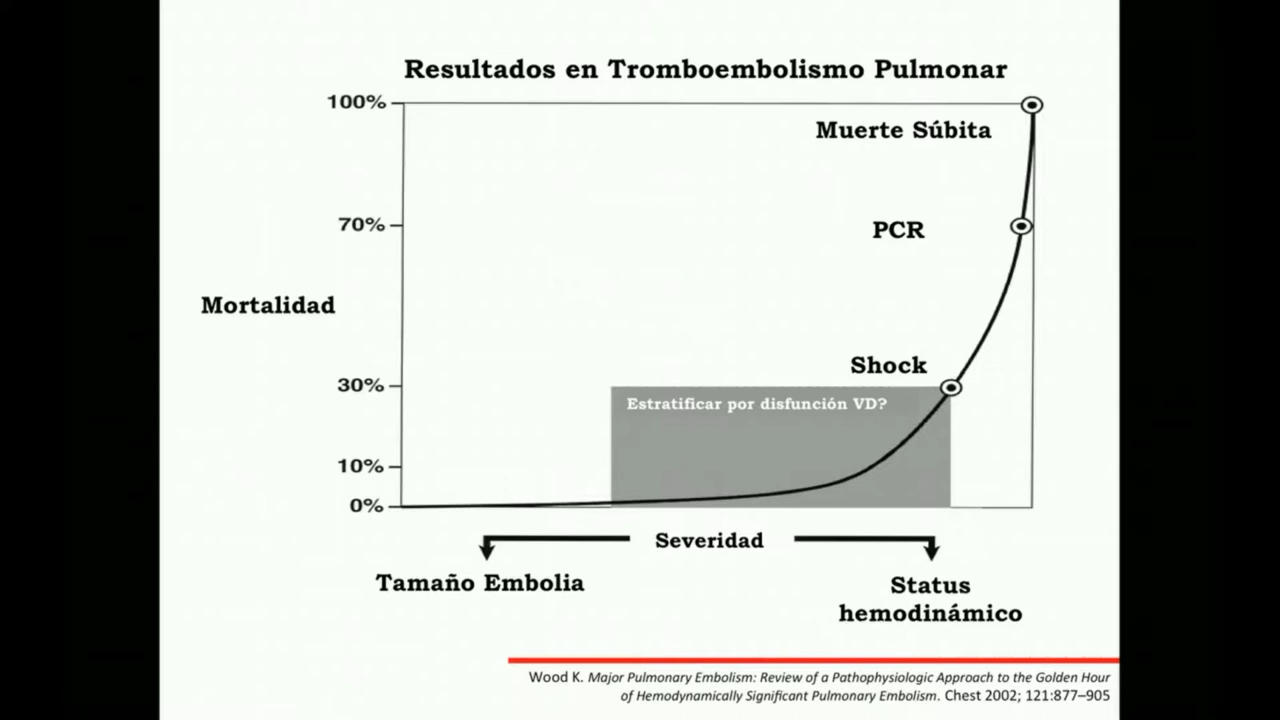 Resultados en Tromboembolismo Pulmonar
100%
Muerte Súbita
70%
PCR
Mortalidad
Shock
30%
Estratificar por disfunción VD?
10%
0%
Severidad
Tamaño Embolia
Status
hemodinámico
Wood K. Major Pulmonary Embolism: Review of a Pathophysiologic Approach to the Golden Hour
of Hemodynamically Significant Pulmonary Embolism. Chest 2002; 121:877–905